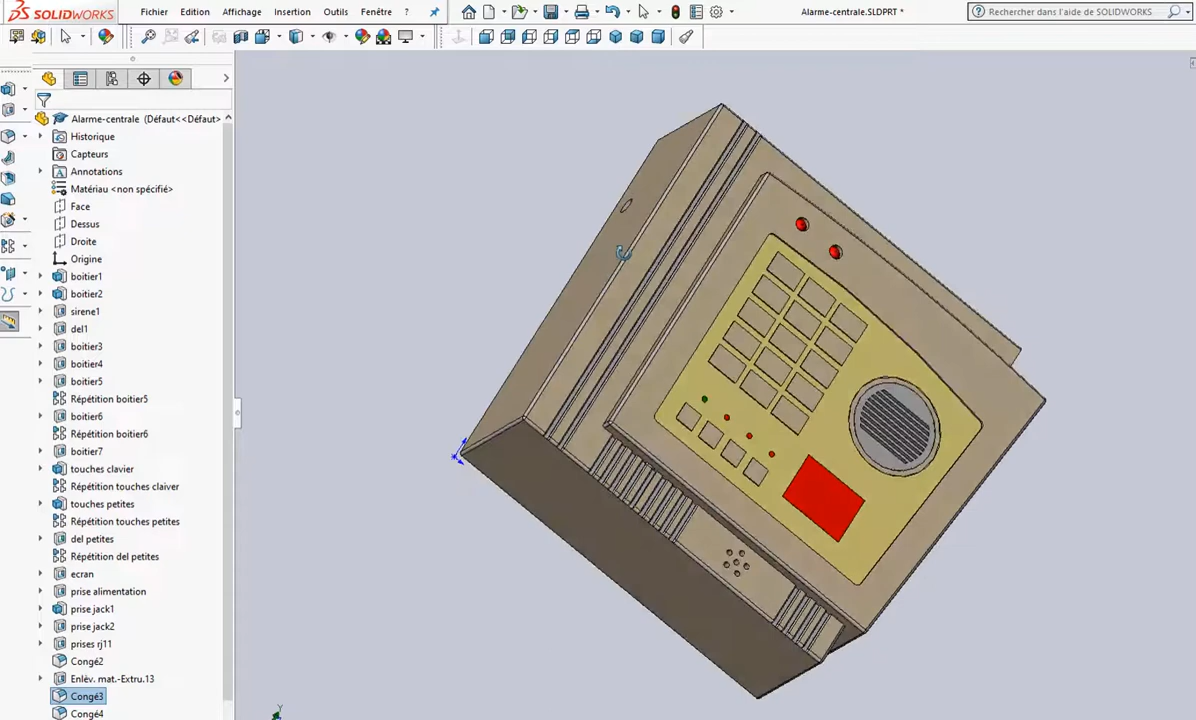 SOLIDWORKS Fichier Edition Affichage Insertion Outils Fenêtre ? Alarme-centrale.SLDPRT * Rechercher dans l'aide de SOLIDWORKS
Alarme-centrale (Défaut<<Défaut>
Historique
Capteurs
Annotations
Matériau <non spécifié>
Face
Dessus
Droite
Origine
boitier1
boitier2
sirene1
del1
boitier3
boitier4
boitier5
Répétition boitier5
boitier6
Répétition boitier6
boitier7
touches clavier
Répétition touches claiver
touches petites
Répétition touches petites
del petites
Répétition del petites
ecran
prise alimentation
prise jack1
prise jack2
prises rj11
Congé2
Enlèv. mat.-Extru.13
Congé3
Congé4
Y